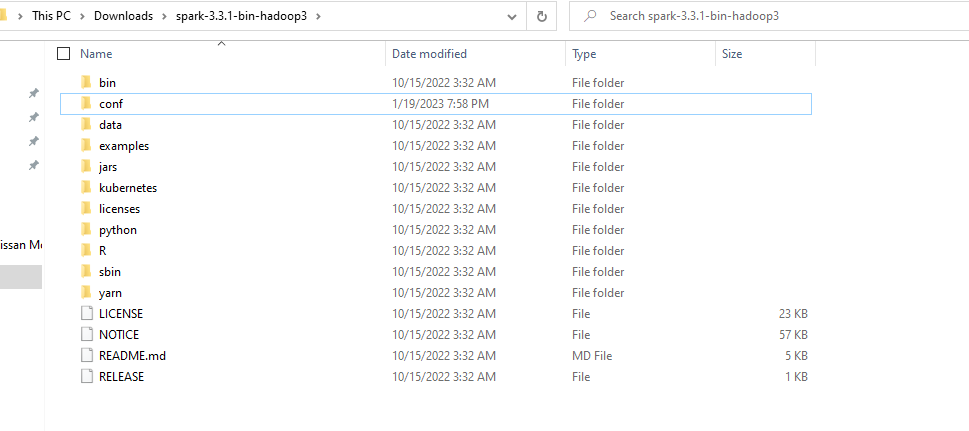 This PC > Downloads > spark-3.3.1-bin-hadoop3 > Search spark-3.3.1-bin-hadoop3
Name Date modified Type Size
bin 10/15/2022 3:32 AM File folder
conf 1/19/2023 7:58 PM File folder
data 10/15/2022 3:32 AM File folder
examples 10/15/2022 3:32 AM File folder
jars 10/15/2022 3:32 AM File folder
kubernetes 10/15/2022 3:32 AM File folder
licenses 10/15/2022 3:32 AM File folder
python 10/15/2022 3:32 AM File folder
issan Mo
R 10/15/2022 3:32 AM File folder
sbin 10/15/2022 3:32 AM File folder
yarn 10/15/2022 3:32 AM File folder
LICENSE 10/15/2022 3:32 AM File 23 KB
NOTICE 10/15/2022 3:32 AM File 57 KB
README.md 10/15/2022 3:32 AM MD File 5 KB
RELEASE 10/15/2022 3:32 AM File 1 KB